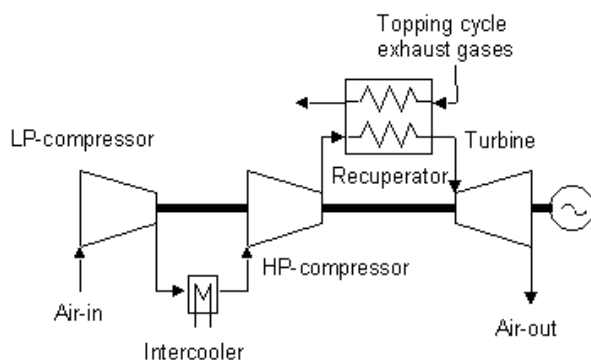 Topping cycle
exhaust gases
LP-compressor
Turbine
Recuperator
HP-compressor
Air-in
Intercooler
Air-out